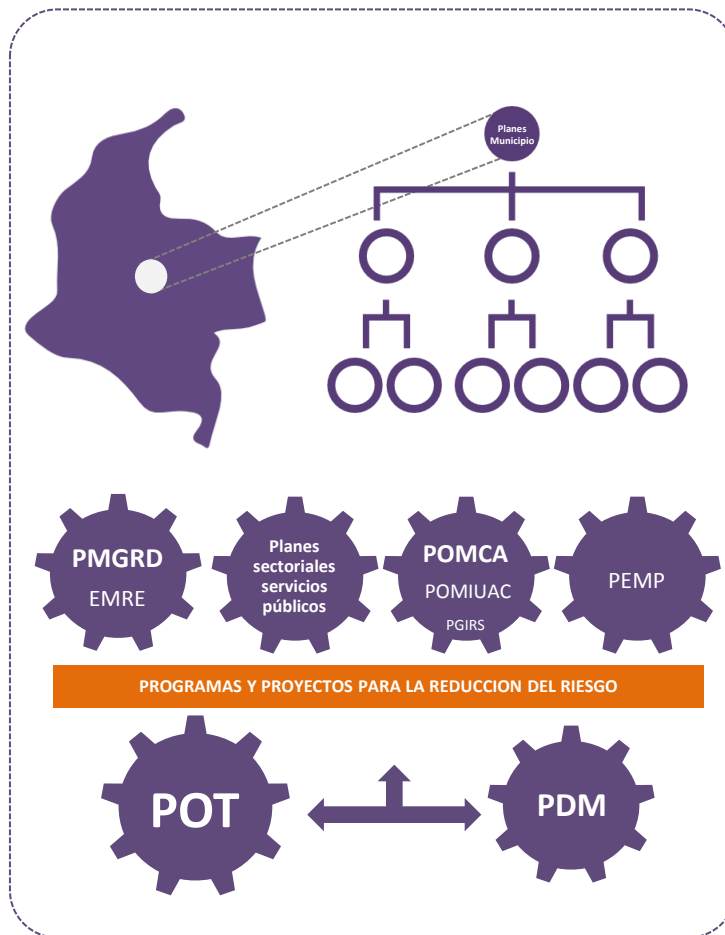 Planes
Municipio
PMGRD
EMRE
Planes
sectoriales
servicios
públicos
POMCA
POMIUAC
PGIRS
PEMP
PROGRAMAS Y PROYECTOS PARA LA REDUCCION DEL RIESGO
POT
PDM